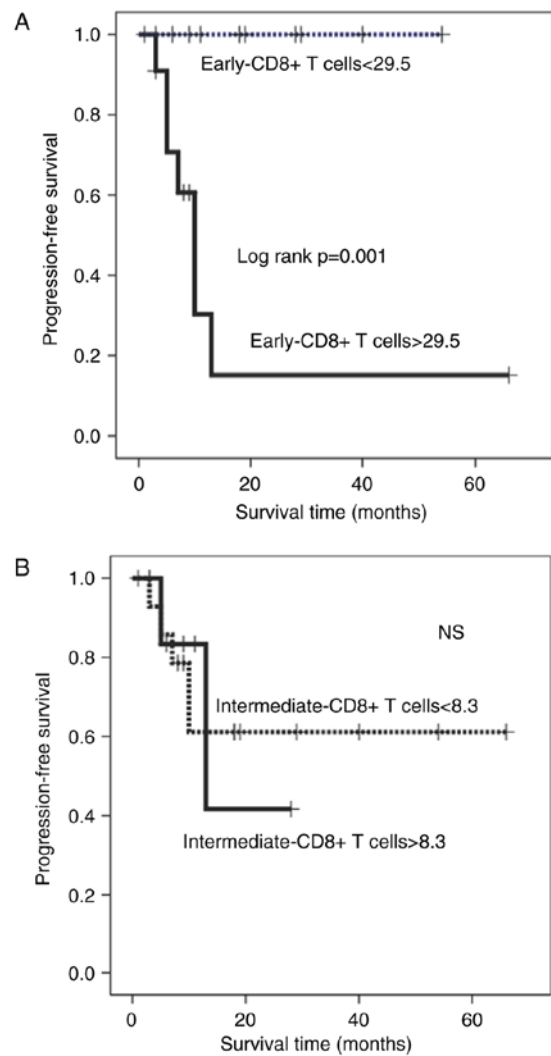 A
Progression-free survival
1.0
0.8
0.6
0.4
0.2
0.0
Early-CD8+ T cells<29.5
Log rank p=0.001
Early-CD8+ T cells>29.5
0 20 40 60
Survival time (months)
B
Progression-free survival
1.0
0.8
0.6
0.4
0.2
0.0
NS
Intermediate-CD8+ T cells<8.3
Intermediate-CD8+ T cells>8.3
0 20 40 60
Survival time (months)